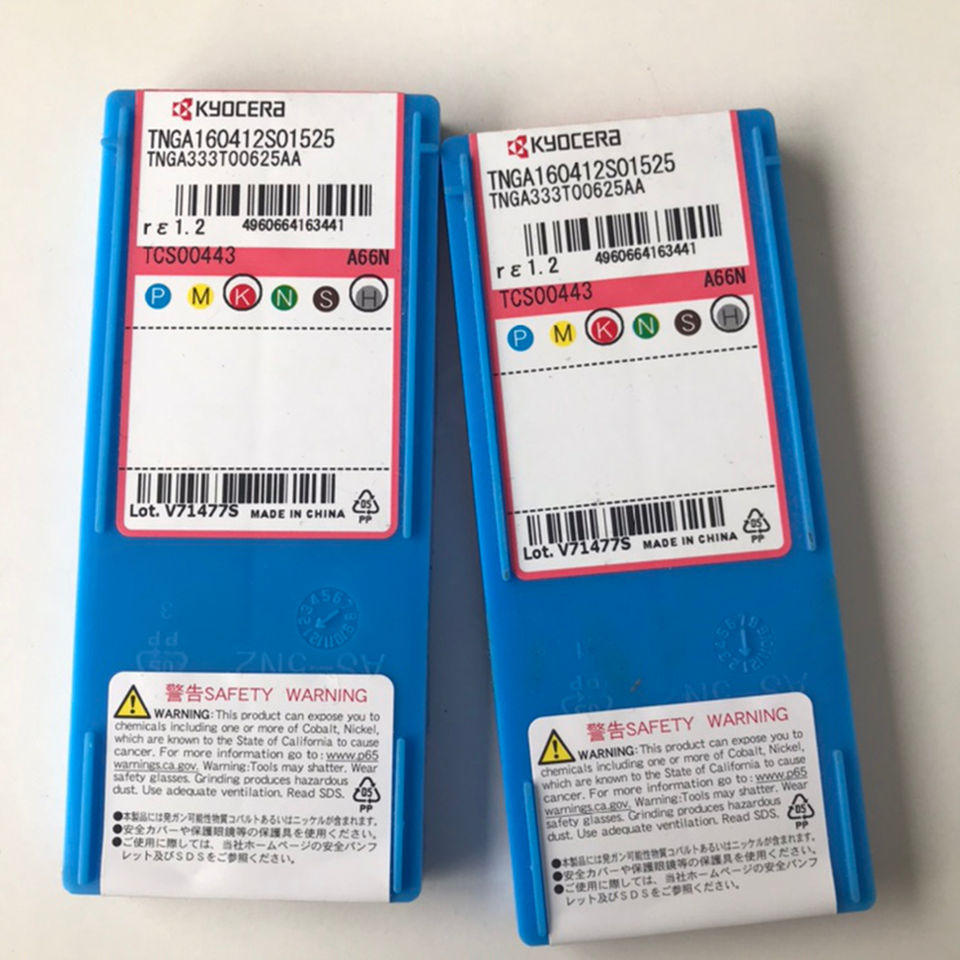 KYOCERA
TNGA160412S01525
TNGA333T00625AA
rε1.2 4960664163441
TCS00443 A66N
P M K N S H
Lot. V71477S MADE IN CHINA
05
PP
警告SAFETY WARNING
WARNING: This product can expose you to
chemicals including one or more of Cobalt, Nickel,
which are known to the State of California to cause
cancer. For more information go to : www.p65
warnings.ca.gov. Warning:Tools may shatter. Wear
safety glasses. Grinding produces hazardous
dust. Use adequate ventilation. Read SDS.
05
PP
●本製品には発ガン可能性物質コバルトあるいはニッケルが含まれます。
●安全カバーや保護眼鏡等の保護具を使用ください。
●ご使用に際しては、当社ホームページの安全パンフ
レット及びSDSをご参照ください。
KYOCERA
TNGA160412S01525
TNGA333T00625AA
rε1.2 4960664163441
TCS00443 A66N
P M K N S H
Lot. V71477S MADE IN CHINA
05
PP
警告SAFETY WARNING
WARNING: This product can expose you to
chemicals including one or more of Cobalt, Nickel,
which are known to the State of California to cause
cancer. For more information go to : www.p65
warnings.ca.gov. Warning:Tools may shatter. Wear
safety glasses. Grinding produces hazardous
dust. Use adequate ventilation. Read SDS.
05
PP
●本製品には発ガン可能性物質コバルトあるいはニッケルが含まれます。
●安全カバーや保護眼鏡等の保護具を使用ください。
●ご使用に際しては、当社ホームページの安全パンフ
レット及びSDSをご参照ください。